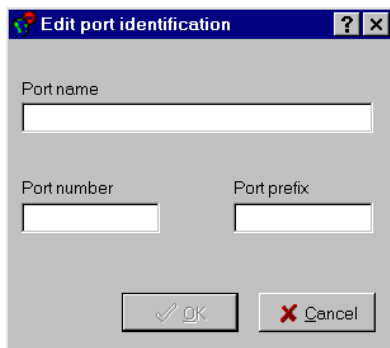 Edit port identification
Port name
Port number Port prefix
OK Cancel